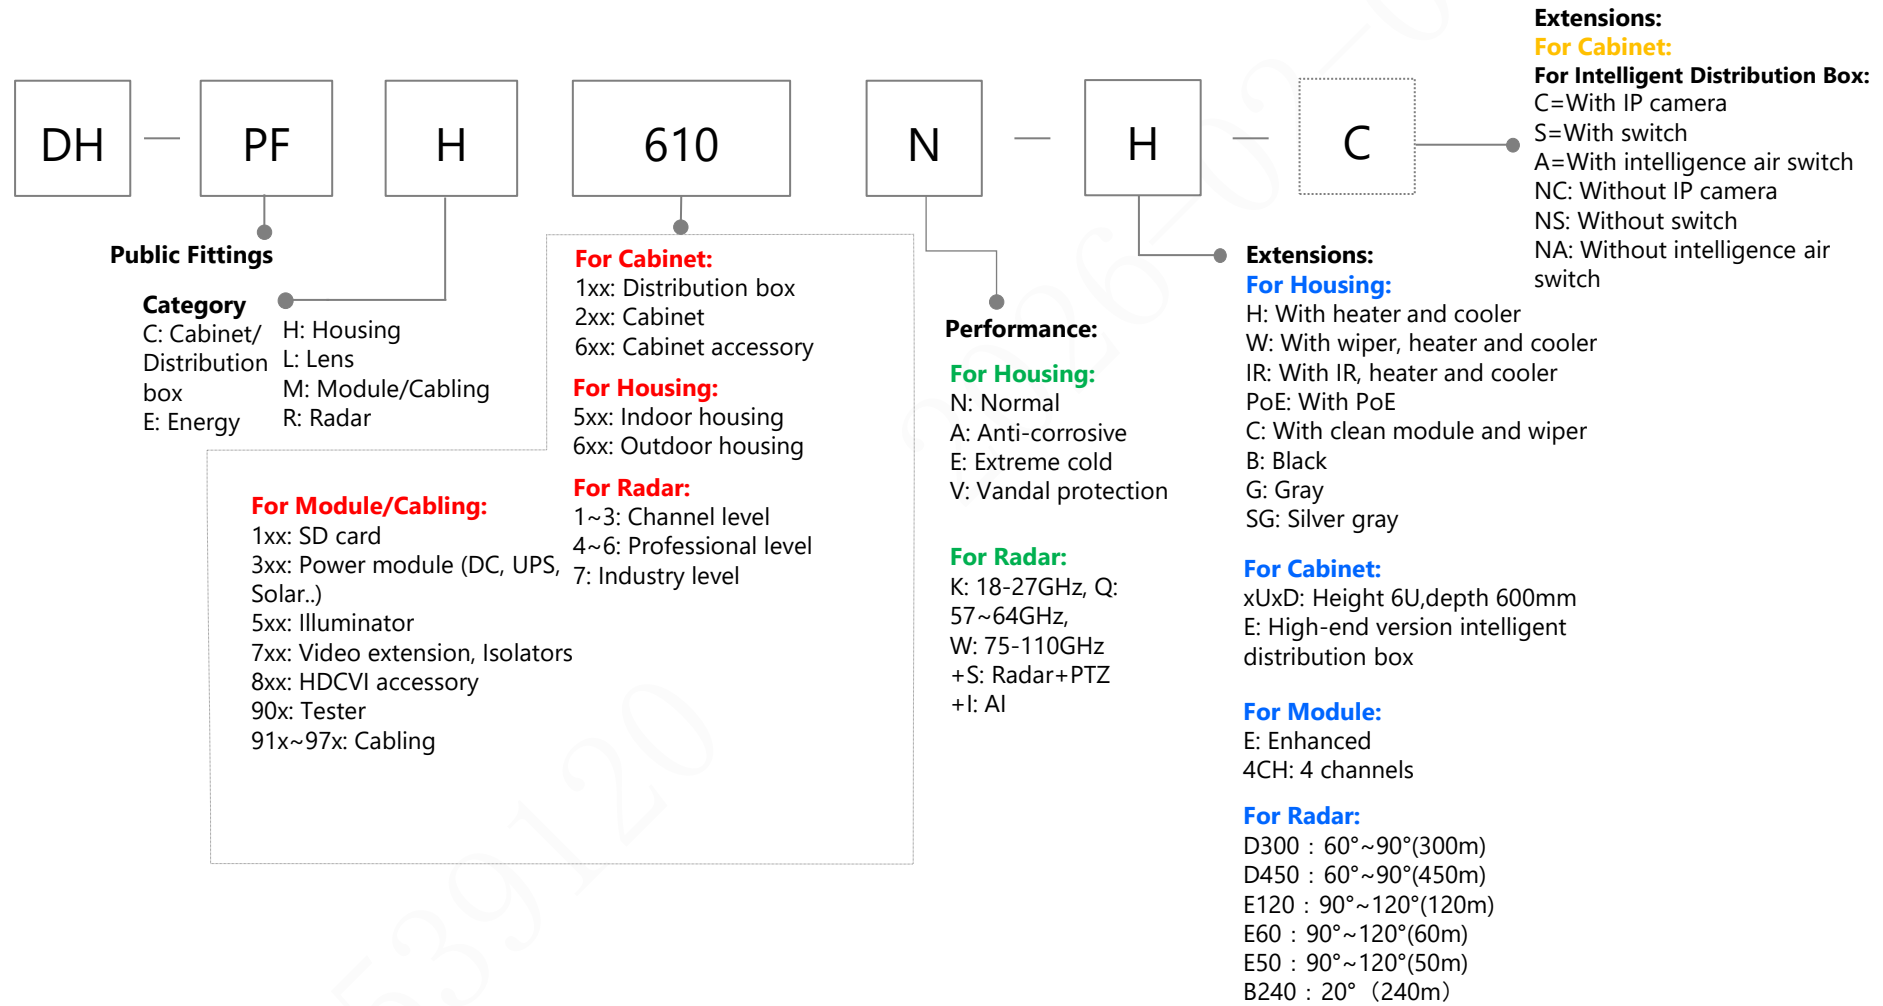 DH — PF H 610 N — H — C
Public Fittings
Category
C: Cabinet/
Distribution
box
E: Energy
H: Housing
L: Lens
M: Module/Cabling
R: Radar
For Cabinet:
1xx: Distribution box
2xx: Cabinet
6xx: Cabinet accessory
For Housing:
5xx: Indoor housing
6xx: Outdoor housing
For Radar:
1~3: Channel level
4~6: Professional level
7: Industry level
For Module/Cabling:
1xx: SD card
3xx: Power module (DC, UPS,
Solar..)
5xx: Illuminator
7xx: Video extension, Isolators
8xx: HDCVI accessory
90x: Tester
91x~97x: Cabling
Performance:
For Housing:
N: Normal
A: Anti-corrosive
E: Extreme cold
V: Vandal protection
For Radar:
K: 18-27GHz, Q:
57~64GHz,
W: 75-110GHz
+S: Radar+PTZ
+I: AI
Extensions:
For Housing:
H: With heater and cooler
W: With wiper, heater and cooler
IR: With IR, heater and cooler
PoE: With PoE
C: With clean module and wiper
B: Black
G: Gray
SG: Silver gray
For Cabinet:
xUxD: Height 6U,depth 600mm
E: High-end version intelligent
distribution box
For Module:
E: Enhanced
4CH: 4 channels
For Radar:
D300：60°~90°(300m)
D450：60°~90°(450m)
E120：90°~120°(120m)
E60：90°~120°(60m)
E50：90°~120°(50m)
B240：20°（240m）
Extensions:
For Cabinet:
For Intelligent Distribution Box:
C=With IP camera
S=With switch
A=With intelligence air switch
NC: Without IP camera
NS: Without switch
NA: Without intelligence air
switch
539120